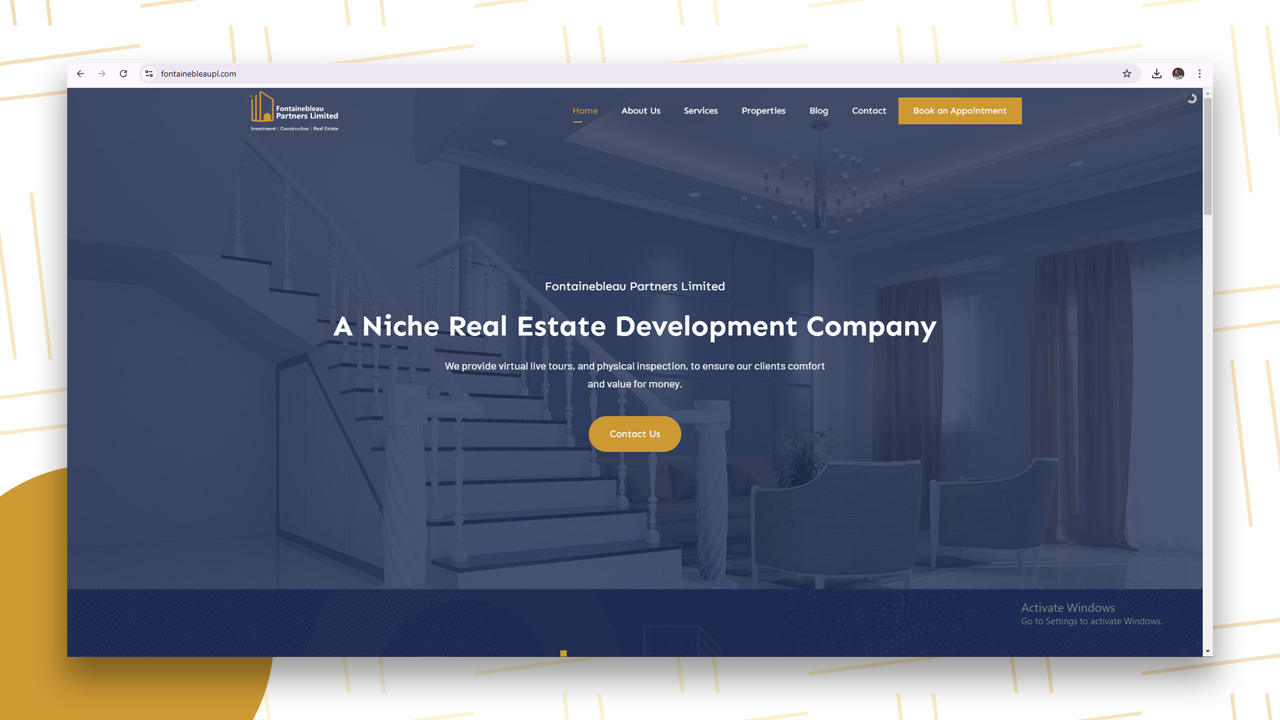 fontainebleaupl.com
Fontainebleau
Partners Limited
Investment | Construction | Real Estate
Home About Us Services Properties Blog Contact Book an Appointment
Fontainebleau Partners Limited
A Niche Real Estate Development Company
We provide virtual live tours, and physical inspection, to ensure our clients comfort
and value for money.
Contact Us
Activate Windows
Go to Settings to activate Windows.